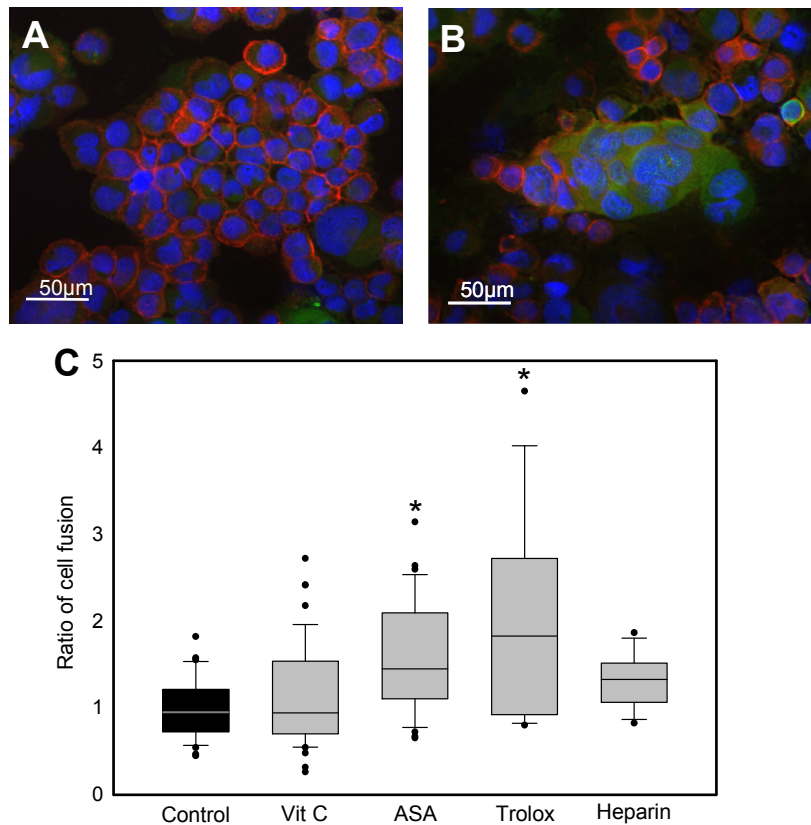 A
B
50µm
50µm
C
5
4
3
2
1
0
Ratio of cell fusion
*
*
Control Vit C ASA Trolox Heparin